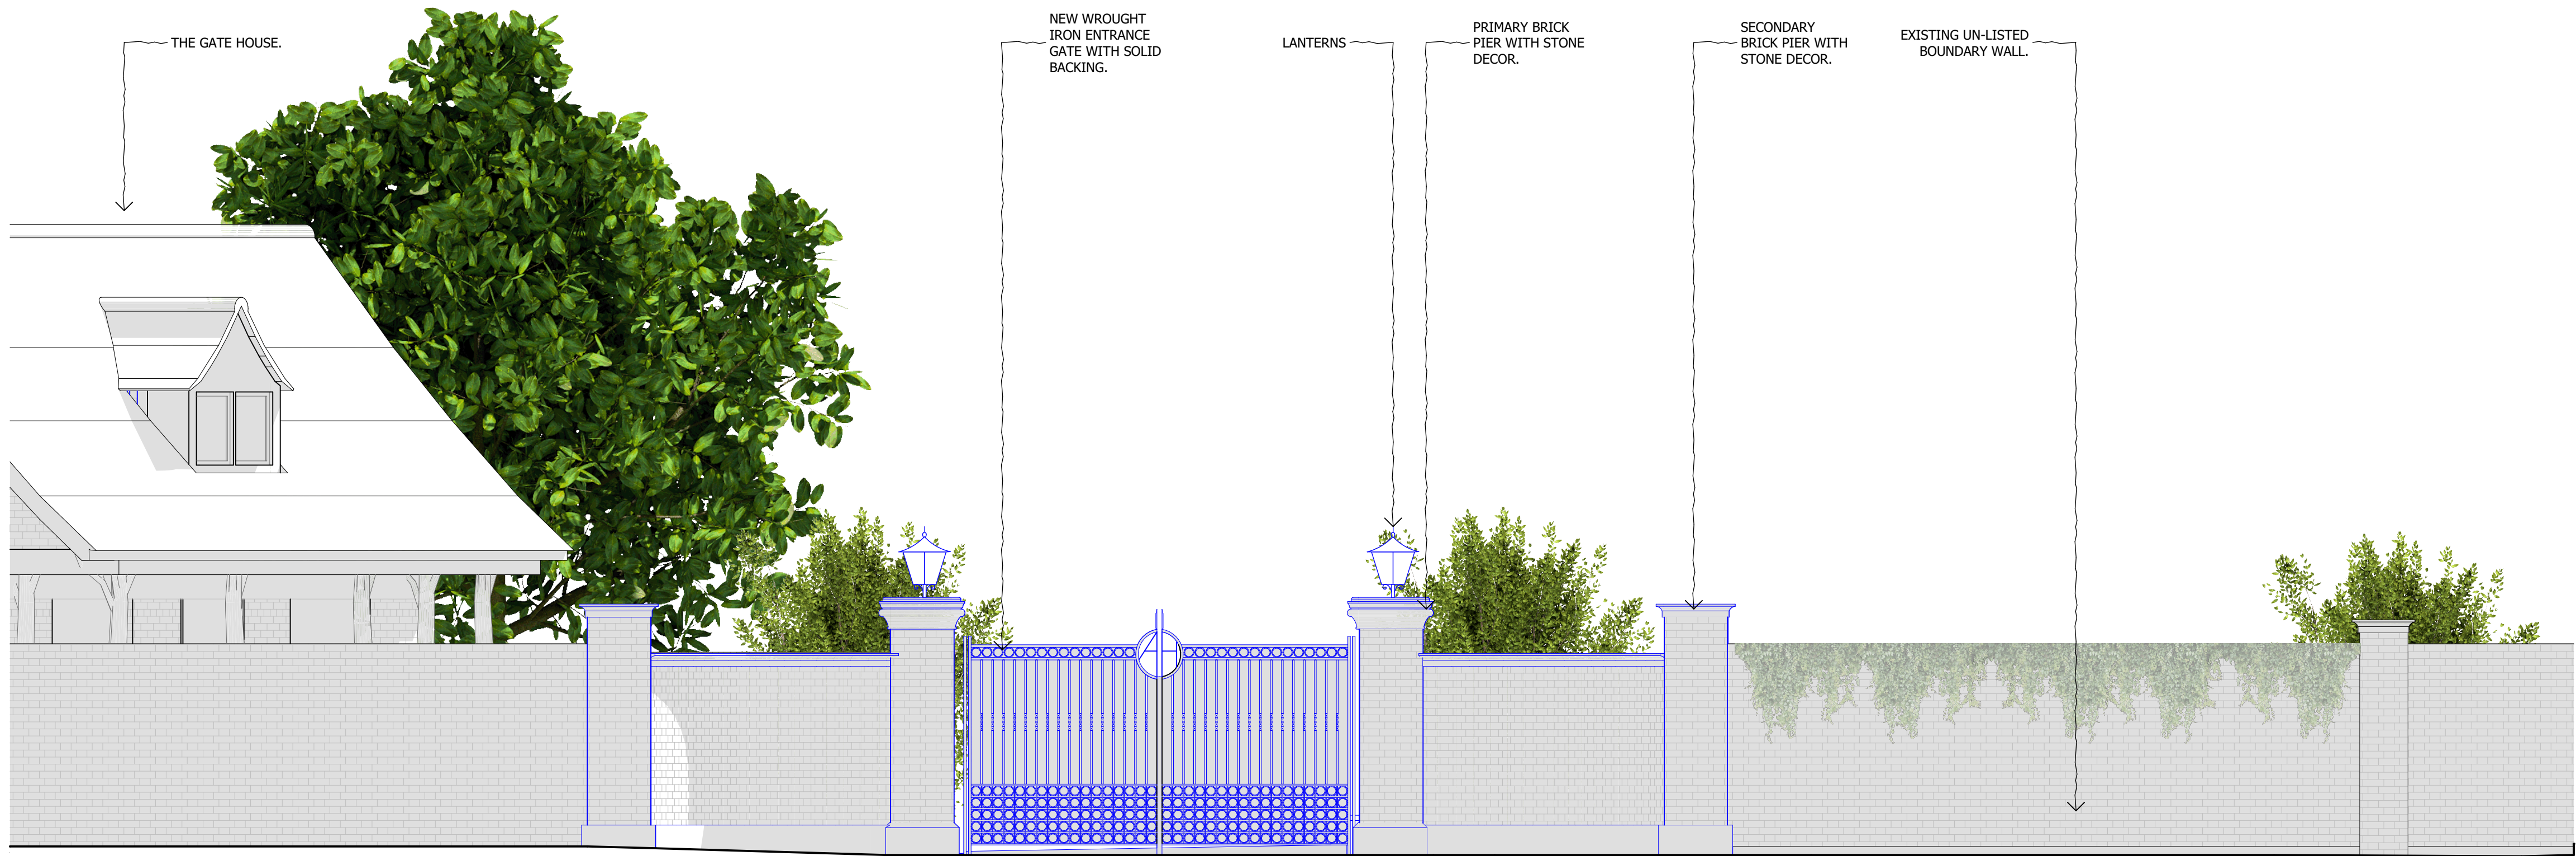 THE GATE HOUSE.
NEW WROUGHT
IRON ENTRANCE
GATE WITH SOLID
BACKING.
LANTERNS
PRIMARY BRICK
PIER WITH STONE
DECOR.
SECONDARY
BRICK PIER WITH
STONE DECOR.
EXISTING UN-LISTED
BOUNDARY WALL.